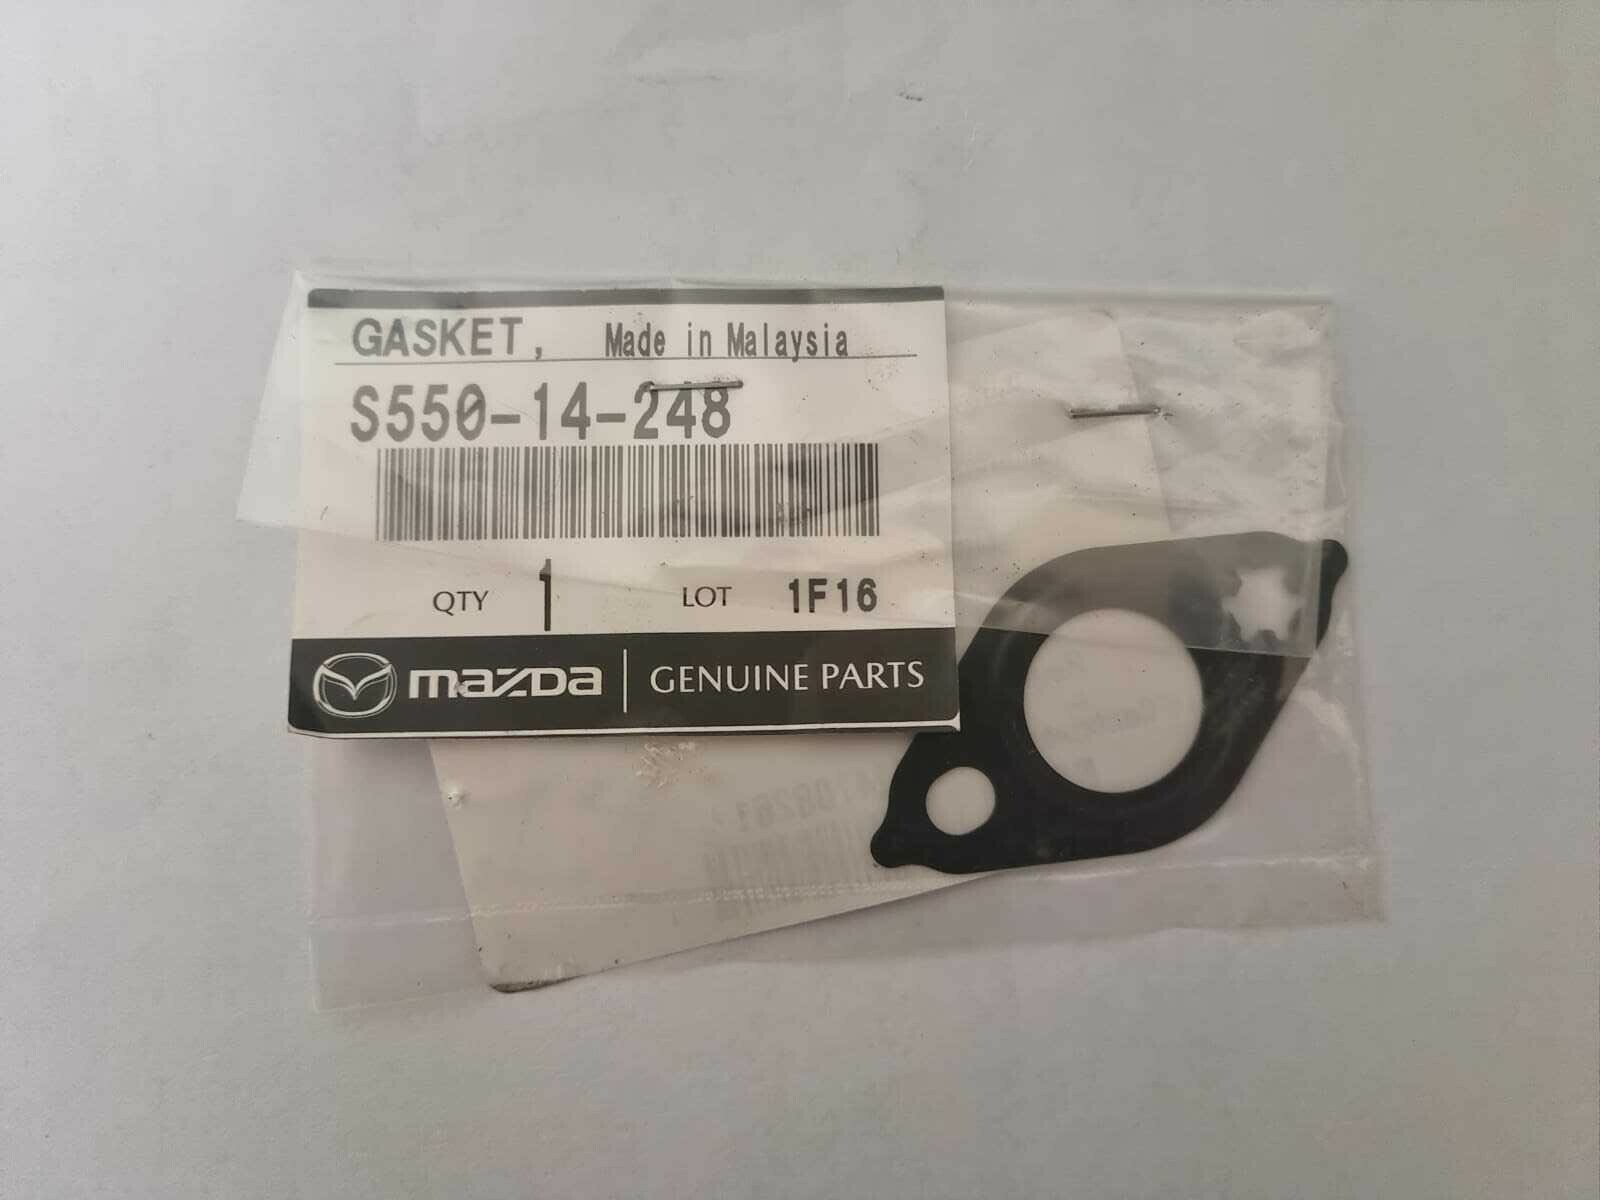 GASKET, Made in Malaysia
S550-14-248
QTY 1 LOT 1F16
mazda GENUINE PARTS